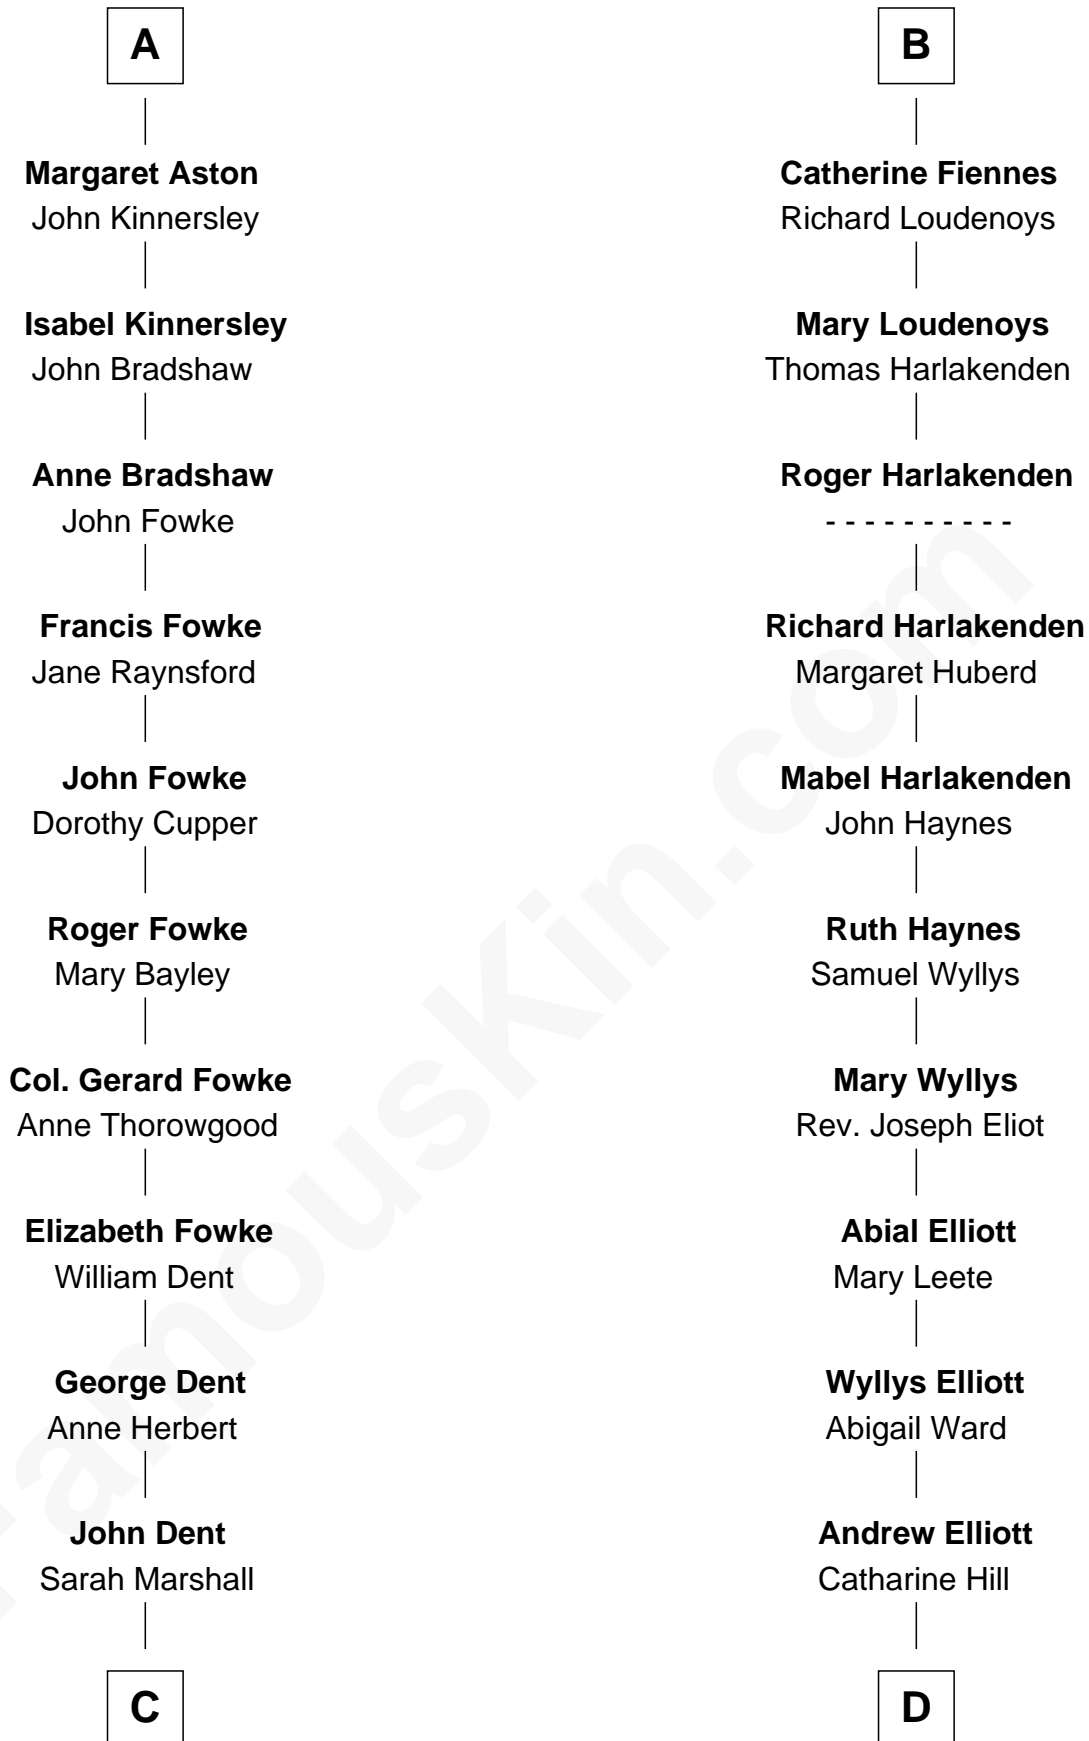 A
Margaret Aston
John Kinnersley
Isabel Kinnersley
John Bradshaw
Anne Bradshaw
John Fowke
Francis Fowke
Jane Raynsford
John Fowke
Dorothy Cupper
Roger Fowke
Mary Bayley
Col. Gerard Fowke
Anne Thorowgood
Elizabeth Fowke
William Dent
George Dent
Anne Herbert
John Dent
Sarah Marshall
C
B
Catherine Fiennes
Richard Loudenoys
Mary Loudenoys
Thomas Harlakenden
Roger Harlakenden
- - - - - - - - - -
Richard Harlakenden
Margaret Huberd
Mabel Harlakenden
John Haynes
Ruth Haynes
Samuel Wyllys
Mary Wyllys
Rev. Joseph Eliot
Abial Elliott
Mary Leete
Wyllys Elliott
Abigail Ward
Andrew Elliott
Catharine Hill
D
FamousKin.com